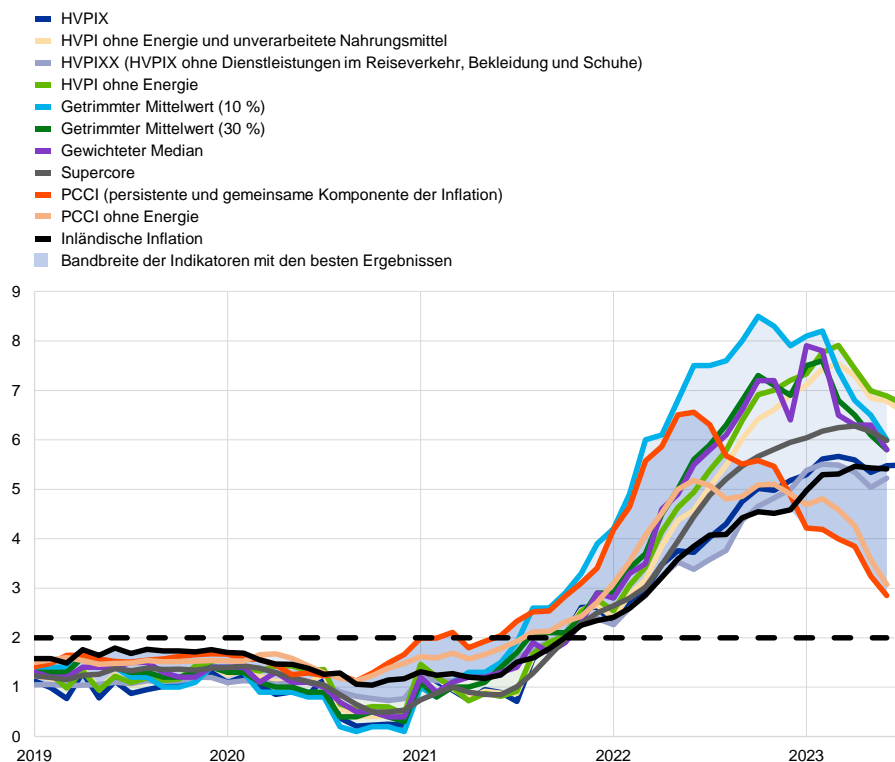 HVPIX
HVPI ohne Energie und unverarbeitete Nahrungsmittel
HVPIXX (HVPIX ohne Dienstleistungen im Reiseverkehr, Bekleidung und Schuhe)
HVPI ohne Energie
Getrimmter Mittelwert (10 %)
Getrimmter Mittelwert (30 %)
Gewichteter Median
Supercore
PCCI (persistente und gemeinsame Komponente der Inflation)
PCCI ohne Energie
Inländische Inflation
Bandbreite der Indikatoren mit den besten Ergebnissen
9
8
7
6
5
4
3
2
1
0
2019 2020 2021 2022 2023